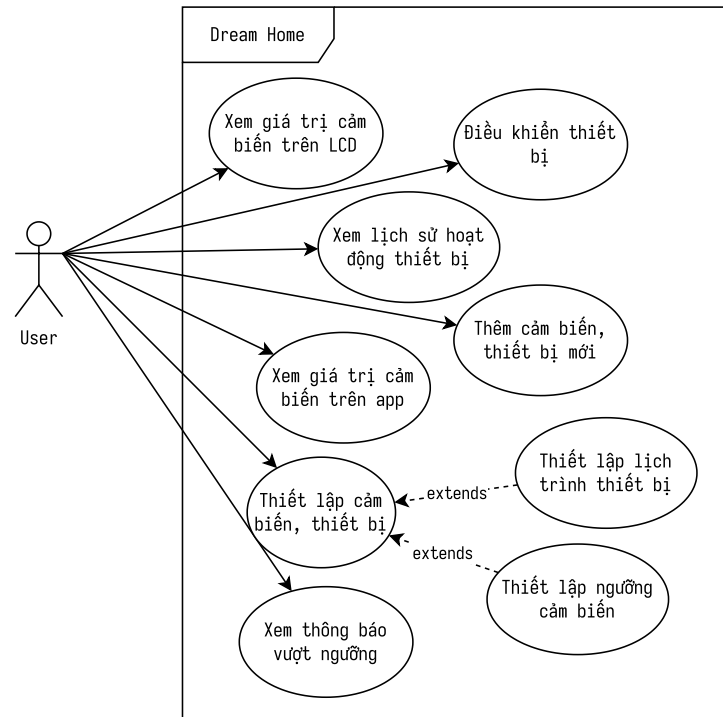 Dream Home
Xem giá trị cảm
biến trên LCD
Điều khiển thiết
bị
Xem lịch sử hoạt
động thiết bị
User
Thêm cảm biến,
thiết bị mới
Xem giá trị cảm
biến trên app
Thiết lập lịch
trình thiết bị
extends
Thiết lập cảm
biến, thiết bị
extends
Thiết lập ngưỡng
cảm biến
Xem thông báo
vượt ngưỡng